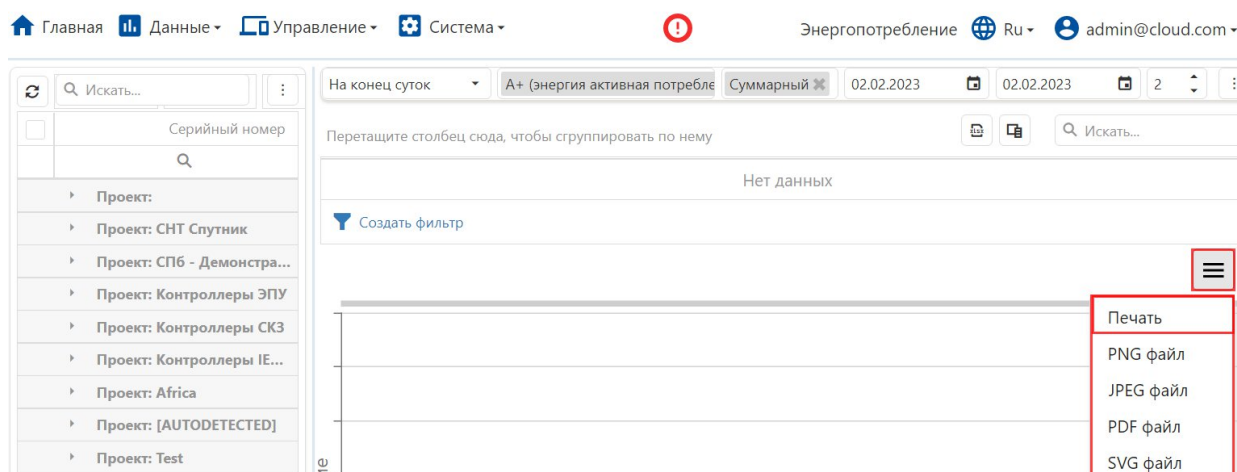 Главная Данные Управление Система Энергопотребление Ru admin@cloud.com
Искать...
Серийный номер
Проект:
Проект: СНТ Спутник
Проект: СПб - Демонстра...
Проект: Контроллеры ЭПУ
Проект: Контроллеры СКЗ
Проект: Контроллеры IE...
Проект: Africa
Проект: [AUTODETECTED]
Проект: Test
На конец суток А+ (энергия активная потребле Суммарный 02.02.2023 02.02.2023 2
Перетащите столбец сюда, чтобы сгруппировать по нему Искать...
Нет данных
Создать фильтр
Печать
PNG файл
JPEG файл
PDF файл
SVG файл